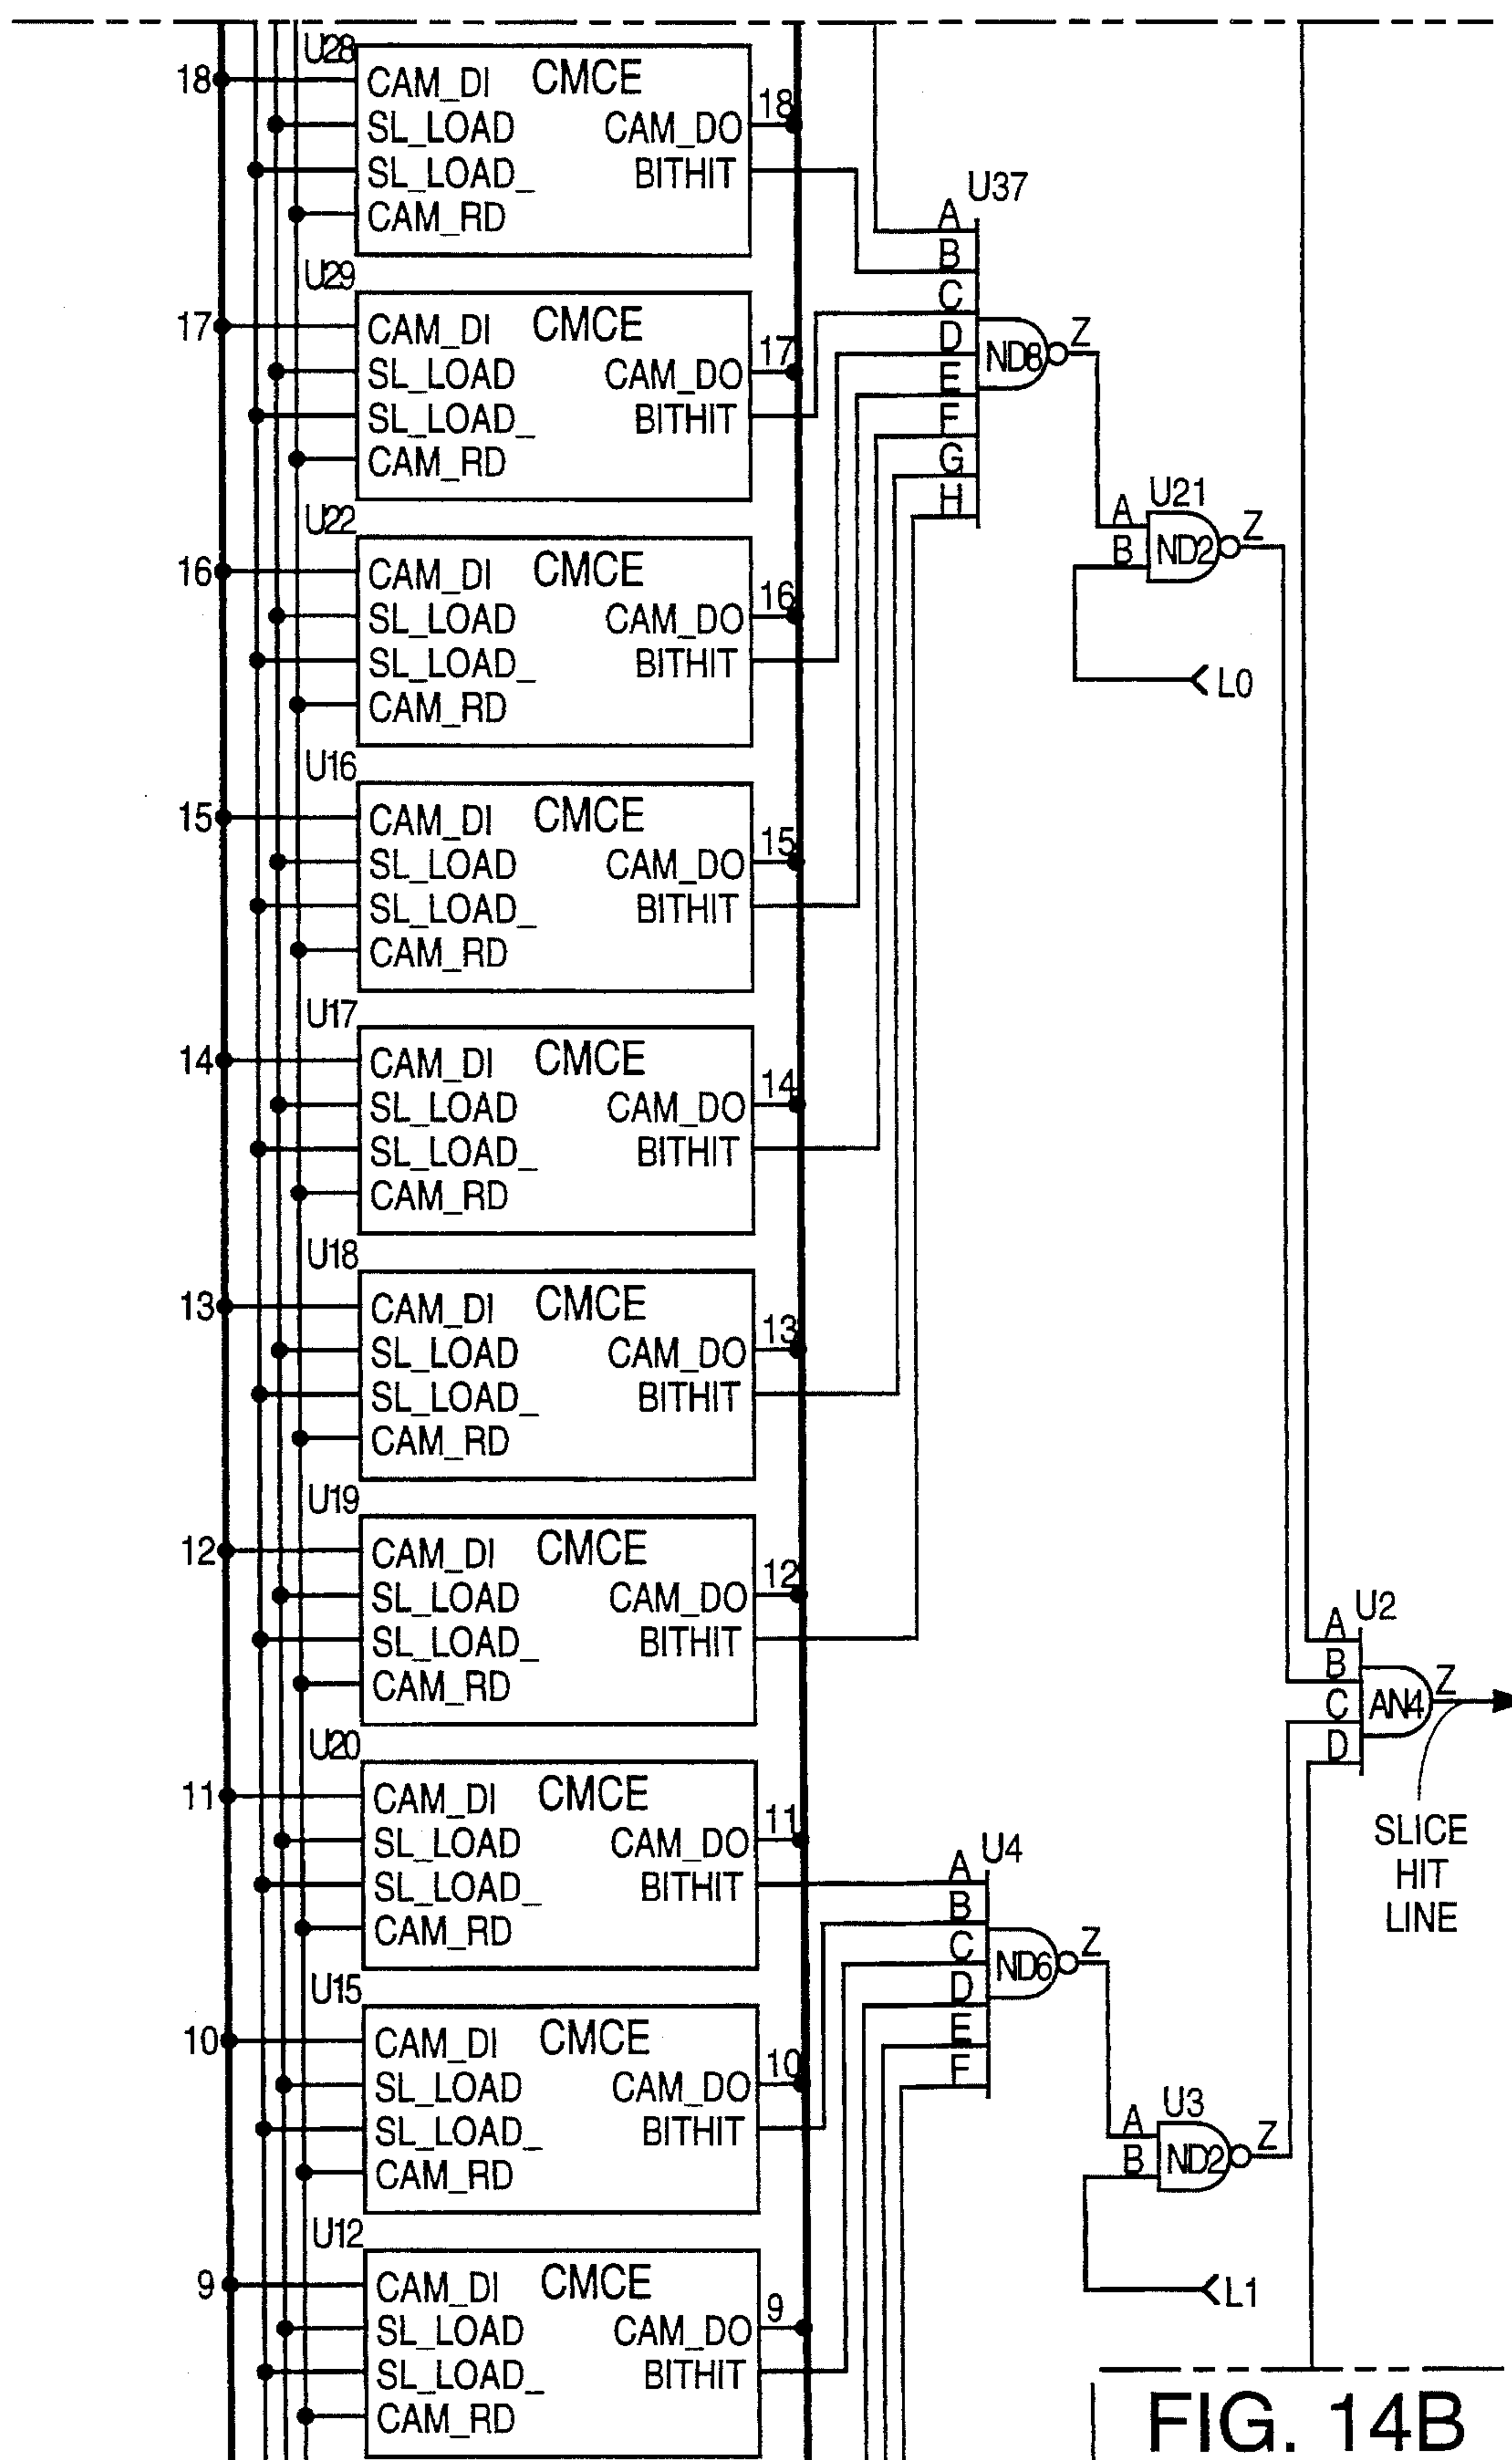 U28
18 CAM_DI CMCE
SL_LOAD CAM_DO 18
SL_LOAD_ BITHIT
CAM_RD
U29
17 CAM_DI CMCE
SL_LOAD CAM_DO 17
SL_LOAD_ BITHIT
CAM_RD
U22
16 CAM_DI CMCE
SL_LOAD CAM_DO 16
SL_LOAD_ BITHIT
CAM_RD
U16
15 CAM_DI CMCE
SL_LOAD CAM_DO 15
SL_LOAD_ BITHIT
CAM_RD
U17
14 CAM_DI CMCE
SL_LOAD CAM_DO 14
SL_LOAD_ BITHIT
CAM_RD
U18
13 CAM_DI CMCE
SL_LOAD CAM_DO 13
SL_LOAD_ BITHIT
CAM_RD
U19
12 CAM_DI CMCE
SL_LOAD CAM_DO 12
SL_LOAD_ BITHIT
CAM_RD
U20
11 CAM_DI CMCE
SL_LOAD CAM_DO 11
SL_LOAD_ BITHIT
CAM_RD
U15
10 CAM_DI CMCE
SL_LOAD CAM_DO 10
SL_LOAD_ BITHIT
CAM_RD
U12
9 CAM_DI CMCE
SL_LOAD CAM_DO 9
SL_LOAD_ BITHIT
CAM_RD
U37
A
B
C
D
E
F
G
H
ND8 Z
U21
A
B
ND2 Z
L0
U2
A
B
C
D
AN4 Z
SLICE
HIT
LINE
U4
A
B
C
D
E
F
ND6 Z
U3
A
B
ND2 Z
L1
FIG. 14B